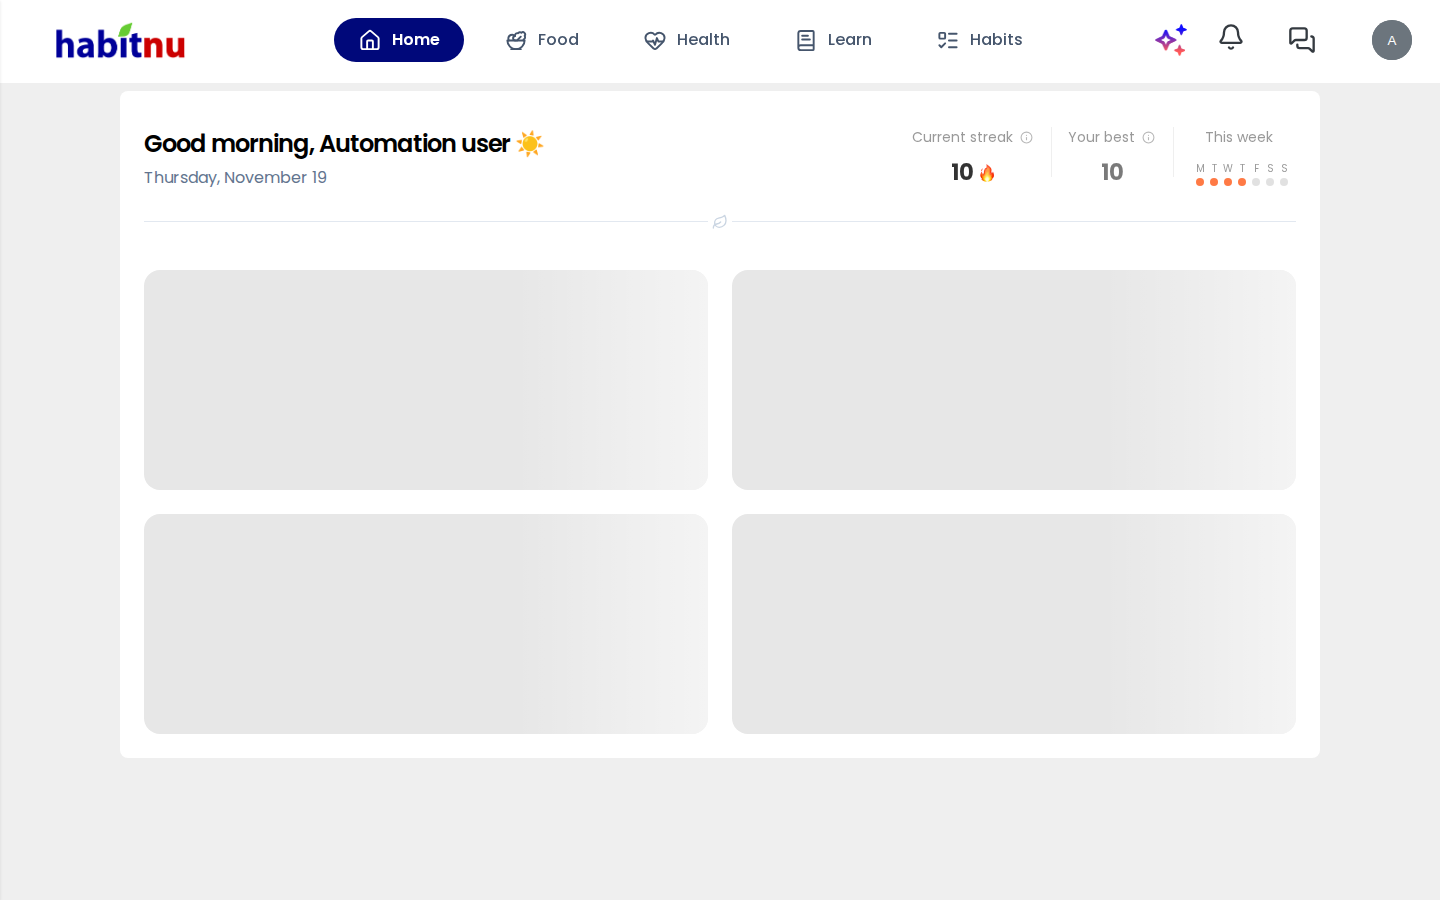 habitnu
Home
Food
Health
Learn
Habits
A
Good morning, Automation user ☀️
Thursday, November 19
Current streak
10 🔥
Your best
10
This week
M T W T F S S